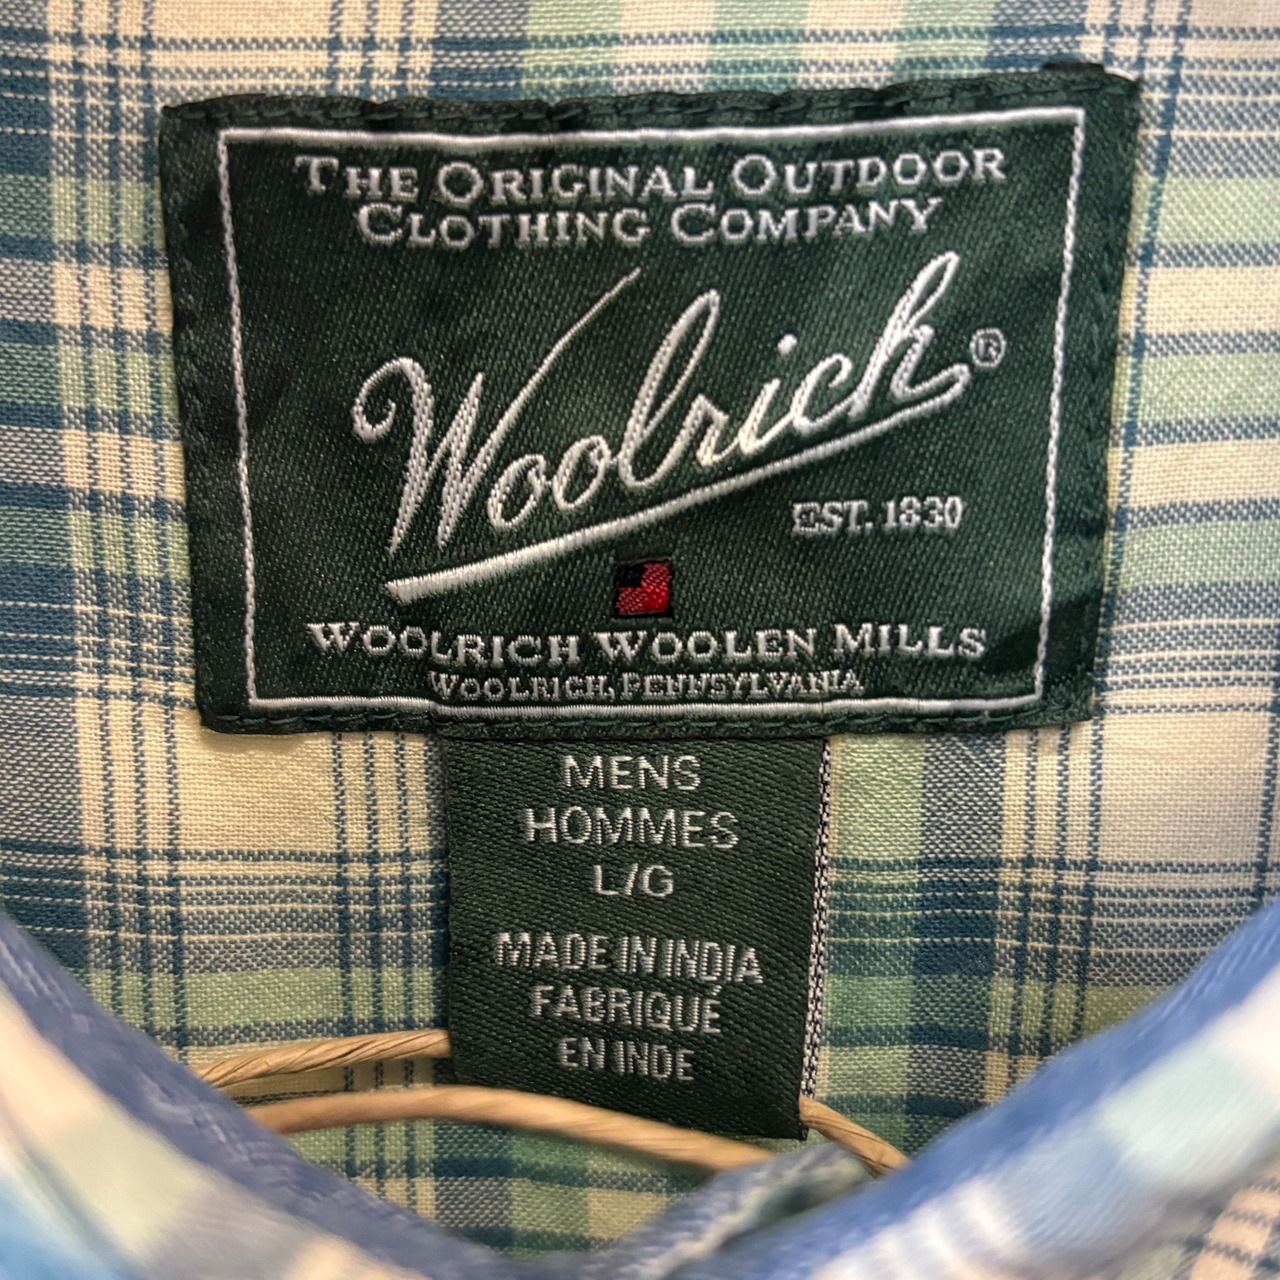 THE ORIGINAL OUTDOOR
CLOTHING COMPANY
Woolrich®
EST. 1830
WOOLRICH WOOLEN MILLS
WOOLRICH, PENNSYLVANIA
MENS
HOMMES
L/G
MADE IN INDIA
FABRIQUÉ
EN INDE